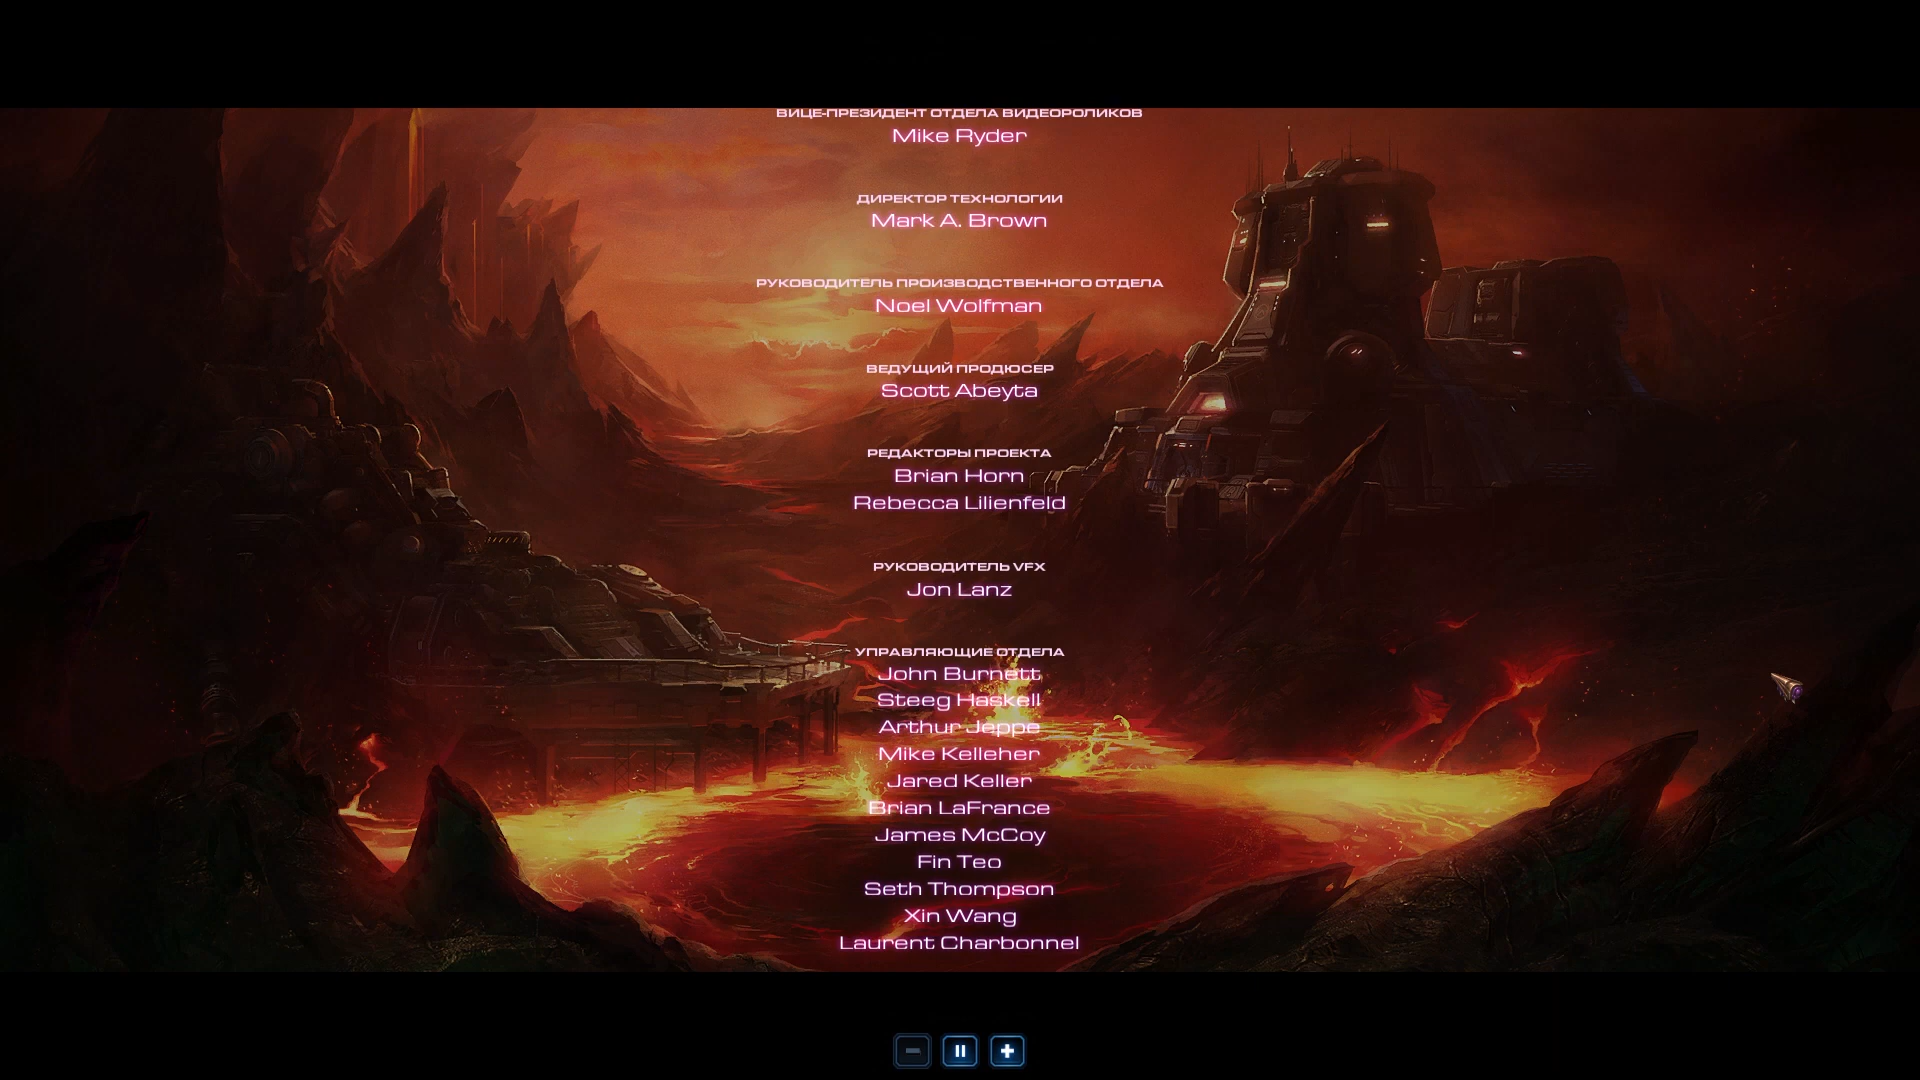 ВИЦЕ-ПРЕЗИДЕНТ ОТДЕЛА ВИДЕОРОЛИКОВ
Mike Ryder
ДИРЕКТОР ТЕХНОЛОГИИ
Mark A. Brown
РУКОВОДИТЕЛЬ ПРОИЗВОДСТВЕННОГО ОТДЕЛА
Noel Wolfman
ВЕДУЩИЙ ПРОДЮСЕР
Scott Abeyta
РЕДАКТОРЫ ПРОЕКТА
Brian Horn
Rebecca Lilienfeld
РУКОВОДИТЕЛЬ VFX
Jon Lanz
УПРАВЛЯЮЩИЕ ОТДЕЛА
John Burnett
Steeg Haskell
Arthur Jeppe
Mike Kelleher
Jared Keller
Brian LaFrance
James McCoy
Fin Teo
Seth Thompson
Xin Wang
Laurent Charbonnel